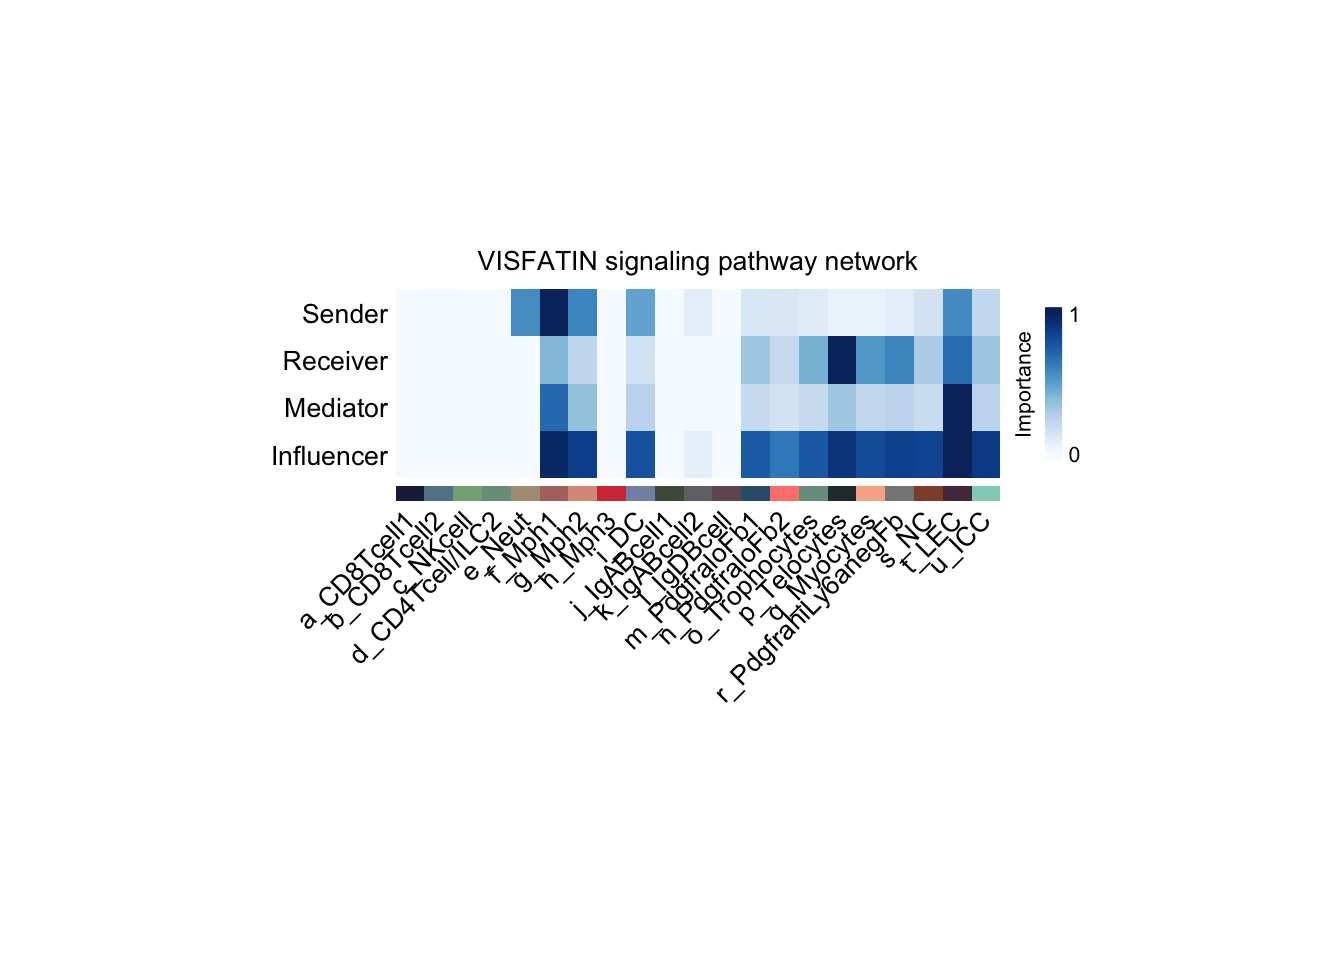 VISFATIN signaling pathway network
Sender
Receiver
Mediator
Influencer
a_CD8Tcell1
b_CD8Tcell2
c_NKcell
d_CD4Tcell/ILC2
e_Neut
f_Mph1
g_Mph2
h_Mph3
i_DC
j_IgABcell1
k_IgABcell2
l_IgDBcell
m_PdgfraloFb1
n_PdgfraloFb2
o_Trophocytes
p_Telocytes
q_Myocytes
r_PdgfrahiLy6anegFb
s_NC
t_LEC
u_ICC
Importance
1
0